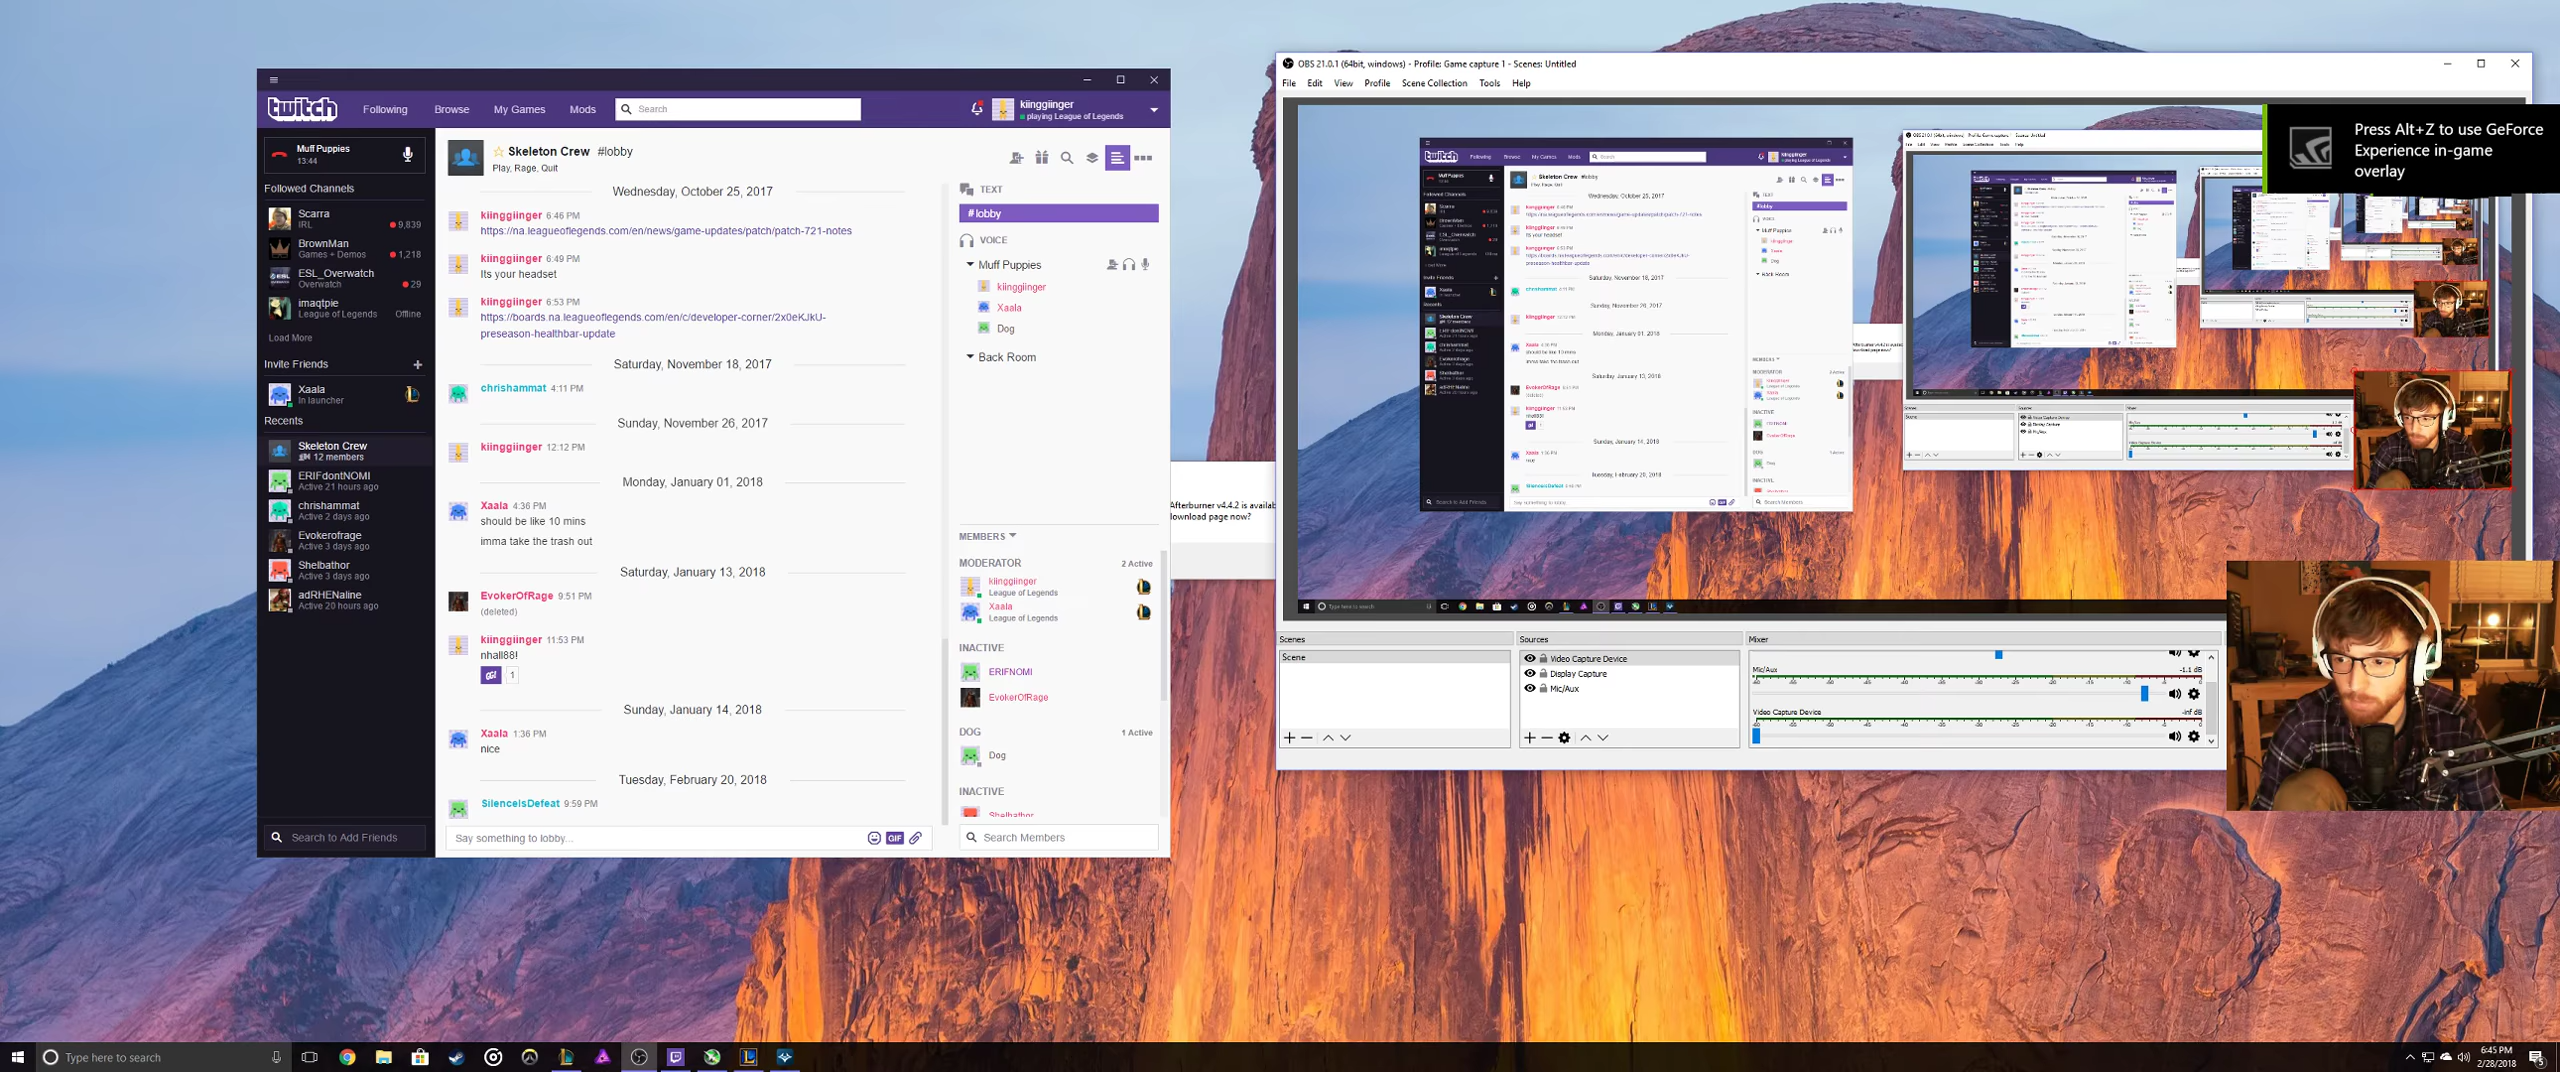 twitch
Following
Browse
My Games
Mods
Search
kiinggiinger
playing League of Legends
Muff Puppies
13:44
Followed Channels
Scarra
IRL
9,839
BrownMan
Games + Demos
1,218
ESL_Overwatch
Overwatch
29
imaqtpie
League of Legends
Offline
Load More
Invite Friends
Xaala
In launcher
Recents
Skeleton Crew
12 members
ERIFdontNOMI
Active 21 hours ago
chrishammat
Active 2 days ago
Evokerofrage
Active 3 days ago
Shelbathor
Active 3 days ago
adRHENaline
Active 20 hours ago
Search to Add Friends
Skeleton Crew #lobby
Play, Rage, Quit
Wednesday, October 25, 2017
kiinggiinger 6:46 PM
https://na.leagueoflegends.com/en/news/game-updates/patch/patch-721-notes
kiinggiinger 6:49 PM
Its your headset
kiinggiinger 6:53 PM
https://boards.na.leagueoflegends.com/en/c/developer-corner/2x0eKJkU-
preseason-healthbar-update
Saturday, November 18, 2017
chrishammat 4:11 PM
Sunday, November 26, 2017
kiinggiinger 12:12 PM
Monday, January 01, 2018
Xaala 4:36 PM
should be like 10 mins
imma take the trash out
Saturday, January 13, 2018
EvokerOfRage 9:51 PM
(deleted)
kiinggiinger 11:53 PM
nhall88!
GG! 1
Sunday, January 14, 2018
Xaala 1:36 PM
nice
Tuesday, February 20, 2018
SilenceIsDefeat 9:59 PM
Say something to lobby...
GIF
TEXT
#lobby
VOICE
Muff Puppies
kiinggiinger
Xaala
Dog
Back Room
MEMBERS
MODERATOR
2 Active
kiinggiinger
League of Legends
Xaala
League of Legends
INACTIVE
ERIFNOMI
EvokerOfRage
DOG
1 Active
Dog
INACTIVE
Shelbathor
Search Members
Afterburner v4.4.2 is availab
download page now?
OBS 21.0.1 (64bit, windows) - Profile: Game capture 1 - Scenes: Untitled
File
Edit
View
Profile
Scene Collection
Tools
Help
Press Alt+Z to use GeForce
Experience in-game
overlay
Scenes
Scene
Sources
Video Capture Device
Display Capture
Mic/Aux
Mixer
Mic/Aux
-1.1 dB
Video Capture Device
-inf dB
Type here to search
6:45 PM
2/28/2018
5